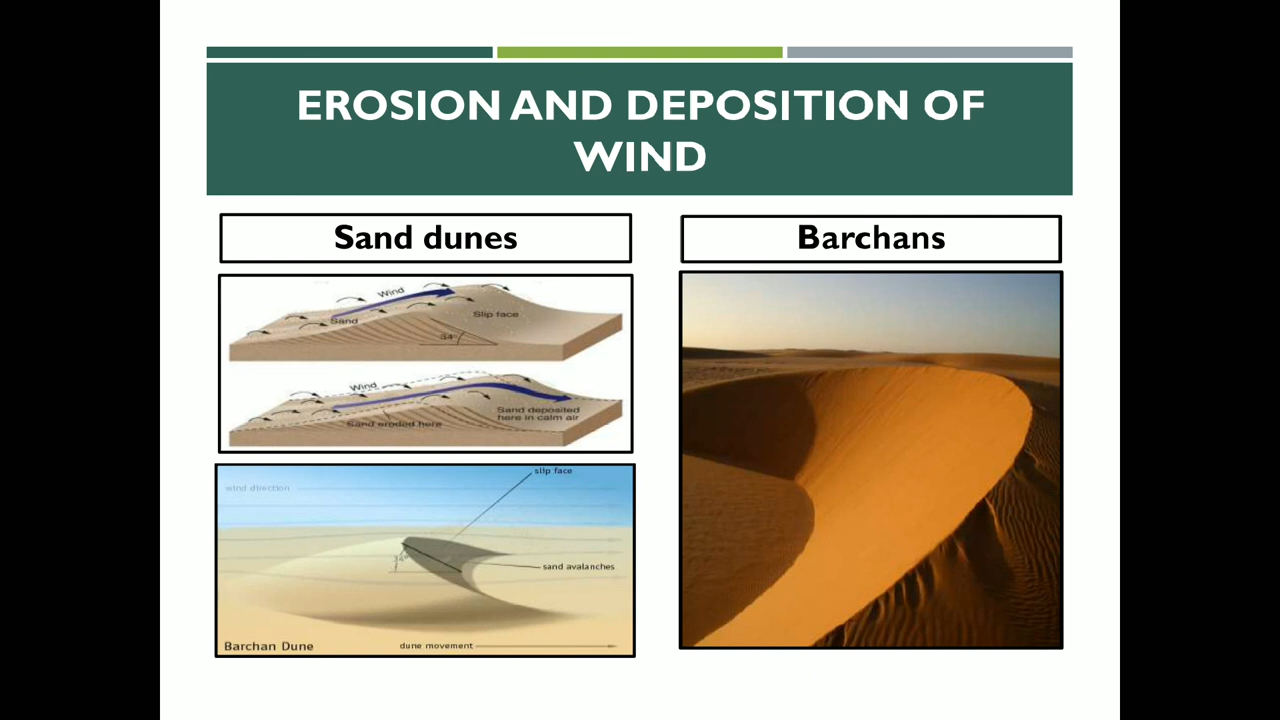 EROSION AND DEPOSITION OF
WIND
Sand dunes
Wind
Sand
Slip face
34°
Wind
Sand deposited
here in calm air
Sand eroded here
wind direction
slip face
sand avalanches
Barchan Dune
dune movement
Barchans